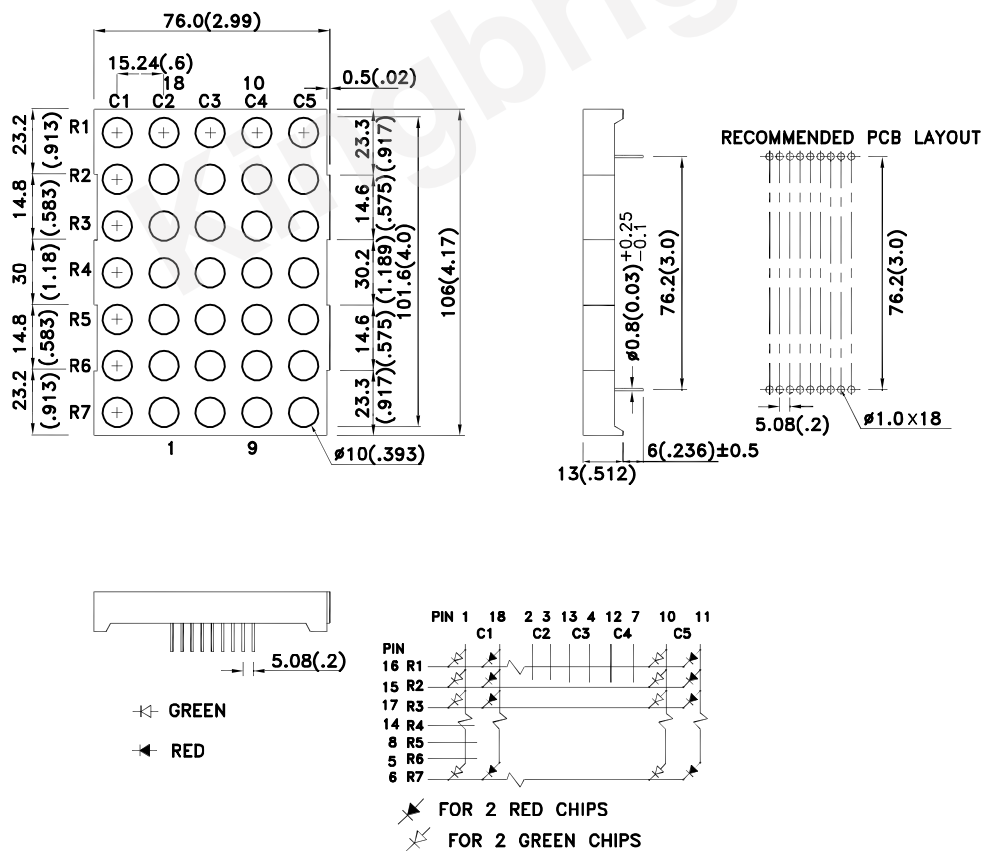 Kingbrig
76.0(2.99)
15.24(.6)
18 10
0.5(.02)
C1 C2 C3 C4 C5
R1
R2
R3
R4
R5
R6
R7
23.2
(.913)
14.8
(.583)
30
(1.18)
14.8
(.583)
23.2
(.913)
23.3
(.917)
14.6
(.575)
30.2
(1.189)
14.6
(.575)
23.3
(.917)
101.6(4.0)
106(4.17)
1 9
ø10(.393)
ø0.8(0.03)+0.25
-0.1
76.2(3.0)
13(.512)
6(.236)±0.5
RECOMMENDED PCB LAYOUT
76.2(3.0)
5.08(.2)
ø1.0X18
5.08(.2)
GREEN
RED
PIN 1 18 2 3 13 4 12 7 10 11
C1 C2 C3 C4 C5
PIN
16 R1
15 R2
17 R3
14 R4
8 R5
5 R6
6 R7
FOR 2 RED CHIPS
FOR 2 GREEN CHIPS